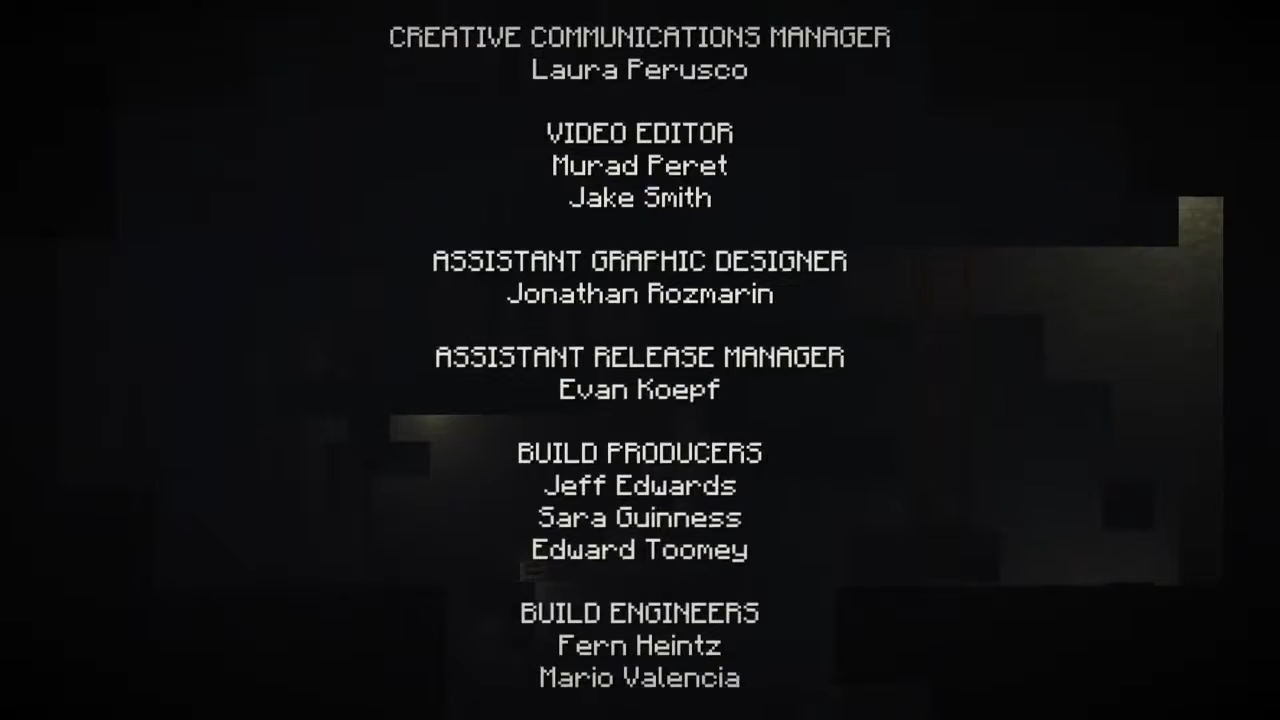 CREATIVE COMMUNICATIONS MANAGER
Laura Perusco
VIDEO EDITOR
Murad Peret
Jake Smith
ASSISTANT GRAPHIC DESIGNER
Jonathan Rozmarin
ASSISTANT RELEASE MANAGER
Evan Koepf
BUILD PRODUCERS
Jeff Edwards
Sara Guinness
Edward Toomey
BUILD ENGINEERS
Fern Heintz
Mario Valencia